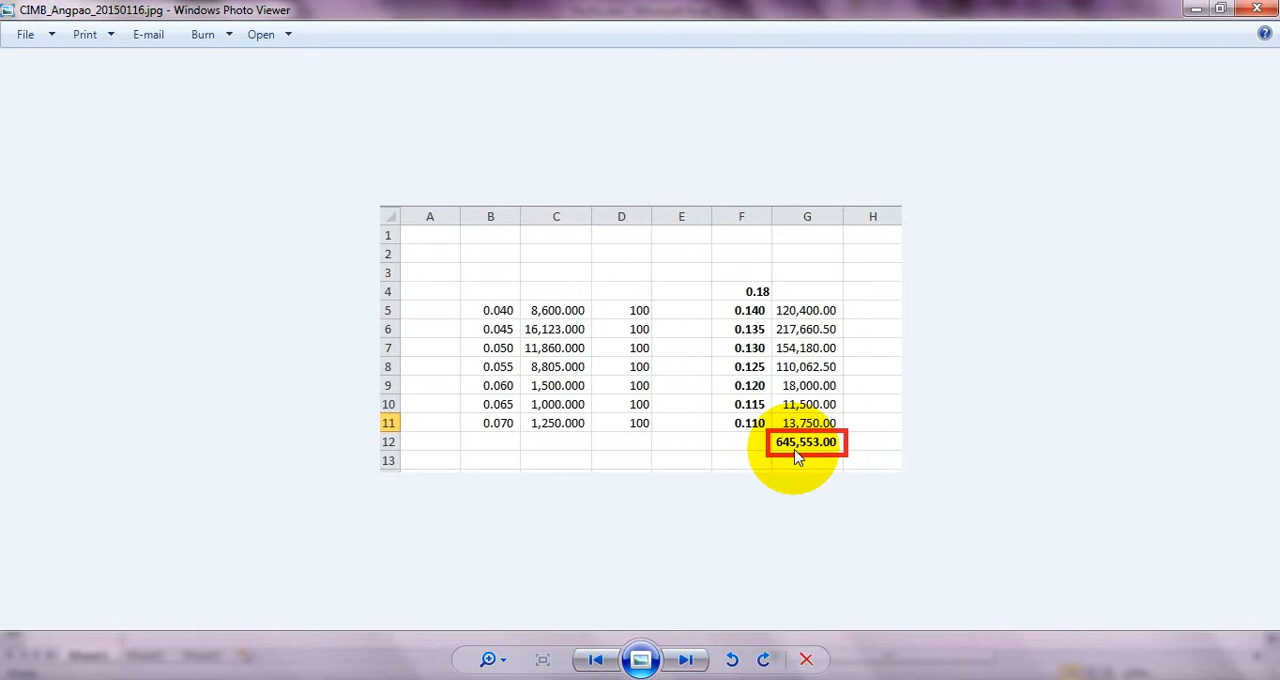 CIMB_Angpao_20150116.jpg - Windows Photo Viewer
File Print E-mail Burn Open ?
A B C D E F G H
1
2
3
4 0.18
5 0.040 8,600.000 100 0.140 120,400.00
6 0.045 16,123.000 100 0.135 217,660.50
7 0.050 11,860.000 100 0.130 154,180.00
8 0.055 8,805.000 100 0.125 110,062.50
9 0.060 1,500.000 100 0.120 18,000.00
10 0.065 1,000.000 100 0.115 11,500.00
11 0.070 1,250.000 100 0.110 13,750.00
12 645,553.00
13